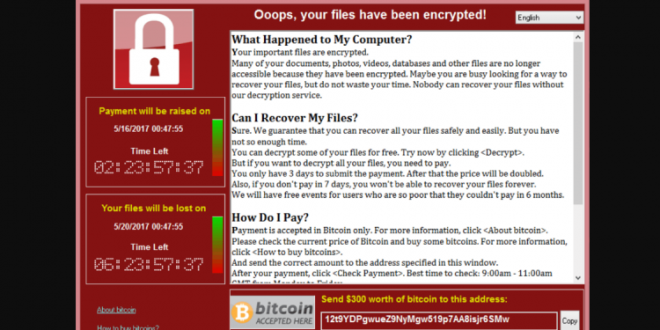 Ooops, your files have been encrypted!
English
What Happened to My Computer?
Your important files are encrypted.
Many of your documents, photos, videos, databases and other files are no longer
accessible because they have been encrypted. Maybe you are busy looking for a way to
recover your files, but do not waste your time. Nobody can recover your files without
our decryption service.
Can I Recover My Files?
Sure. We guarantee that you can recover all your files safely and easily. But you have
not so enough time.
You can decrypt some of your files for free. Try now by clicking <Decrypt>.
But if you want to decrypt all your files, you need to pay.
You only have 3 days to submit the payment. After that the price will be doubled.
Also, if you don't pay in 7 days, you won't be able to recover your files forever.
We will have free events for users who are so poor that they couldn't pay in 6 months.
How Do I Pay?
Payment is accepted in Bitcoin only. For more information, click <About bitcoin>.
Please check the current price of Bitcoin and buy some bitcoins. For more information,
click <How to buy bitcoins>.
And send the correct amount to the address specified in this window.
After your payment, click <Check Payment>. Best time to check: 9:00am - 11:00am
GMT from Monday to Friday.
Payment will be raised on
5/16/2017 00:47:55
Time Left
02:23:57:37
Your files will be lost on
5/20/2017 00:47:55
Time Left
06:23:57:37
About bitcoin
How to buy bitcoins?
bitcoin
ACCEPTED HERE
Send $300 worth of bitcoin to this address:
12t9YDPgwueZ9NyMgw519p7AA8isjr6SMw
Copy